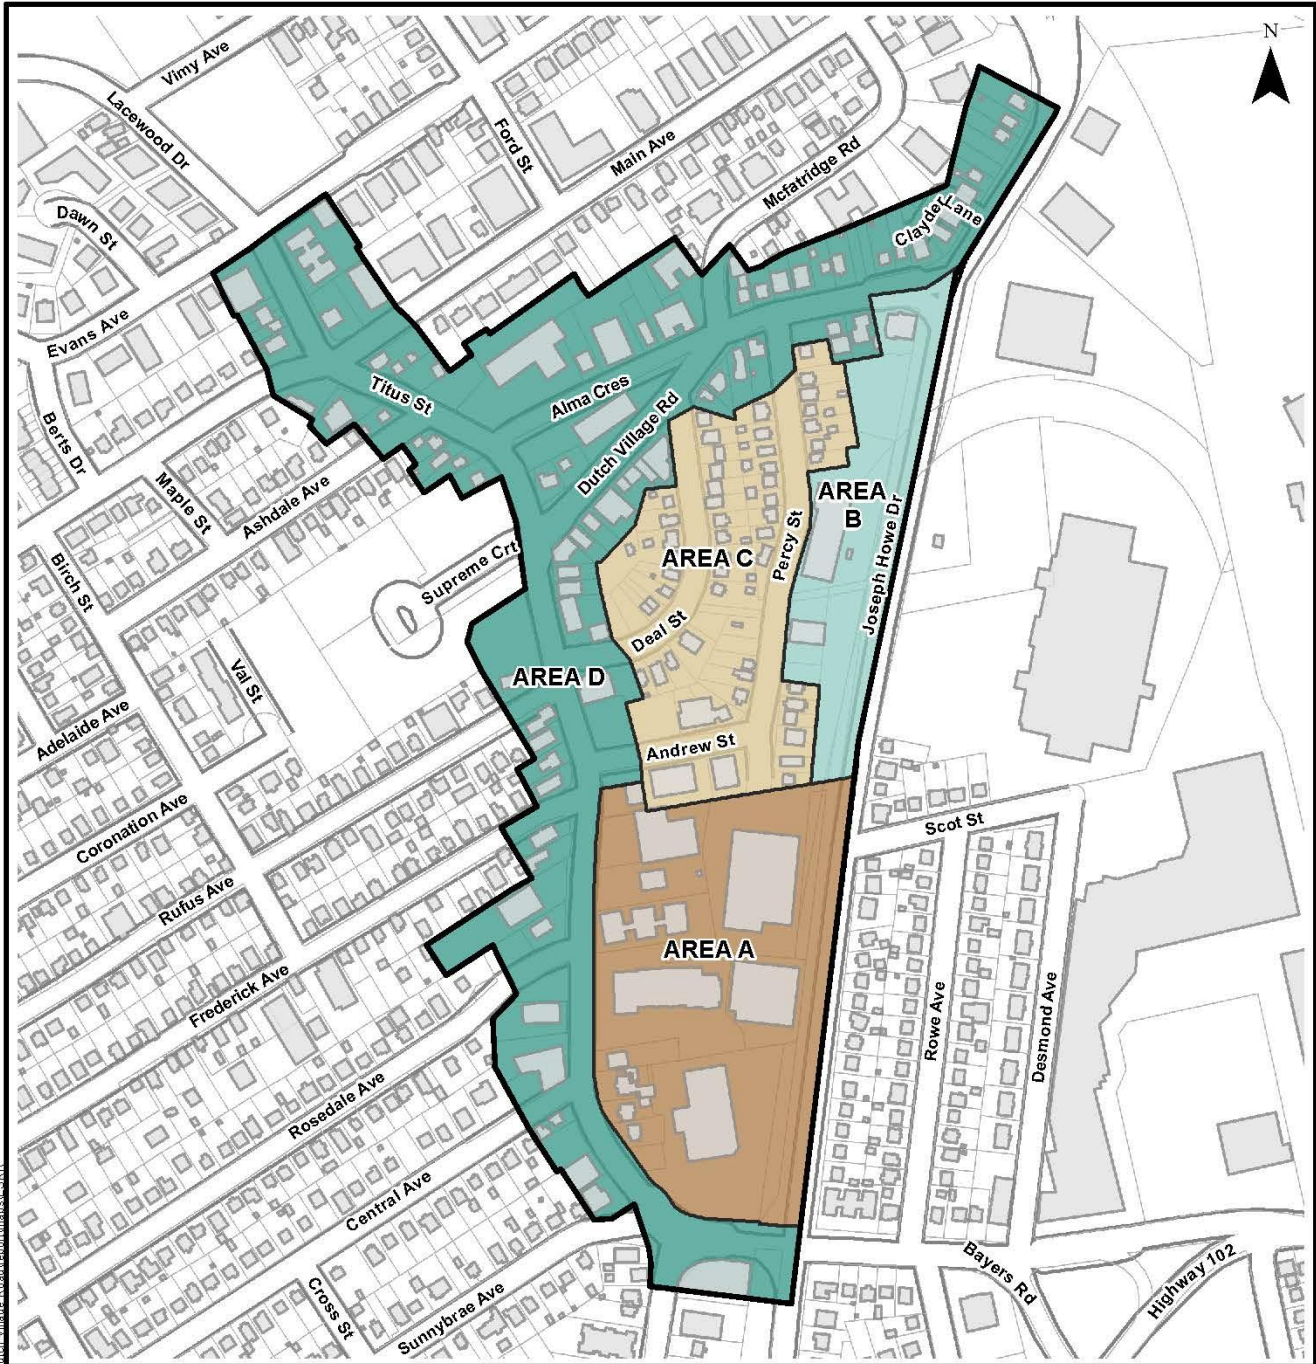 N
Vimy Ave
Lacewood Dr
Ford St
Main Ave
Mcfatridge Rd
Dawn St
Clayder Lane
Evans Ave
Titus St
Alma Cres
Dutch Village Rd
Berts Dr
Maple St
Ashdale Ave
AREA
B
Joseph Howe Dr
Percy St
AREA C
Birch St
Supreme Crt
Deal St
Val St
AREA D
Adelaide Ave
Andrew St
Coronation Ave
Scot St
Rufus Ave
AREA A
Frederick Ave
Rowe Ave
Desmond Ave
Rosedale Ave
Central Ave
Bayers Rd
Highway 102
Cross St
Sunnybrae Ave